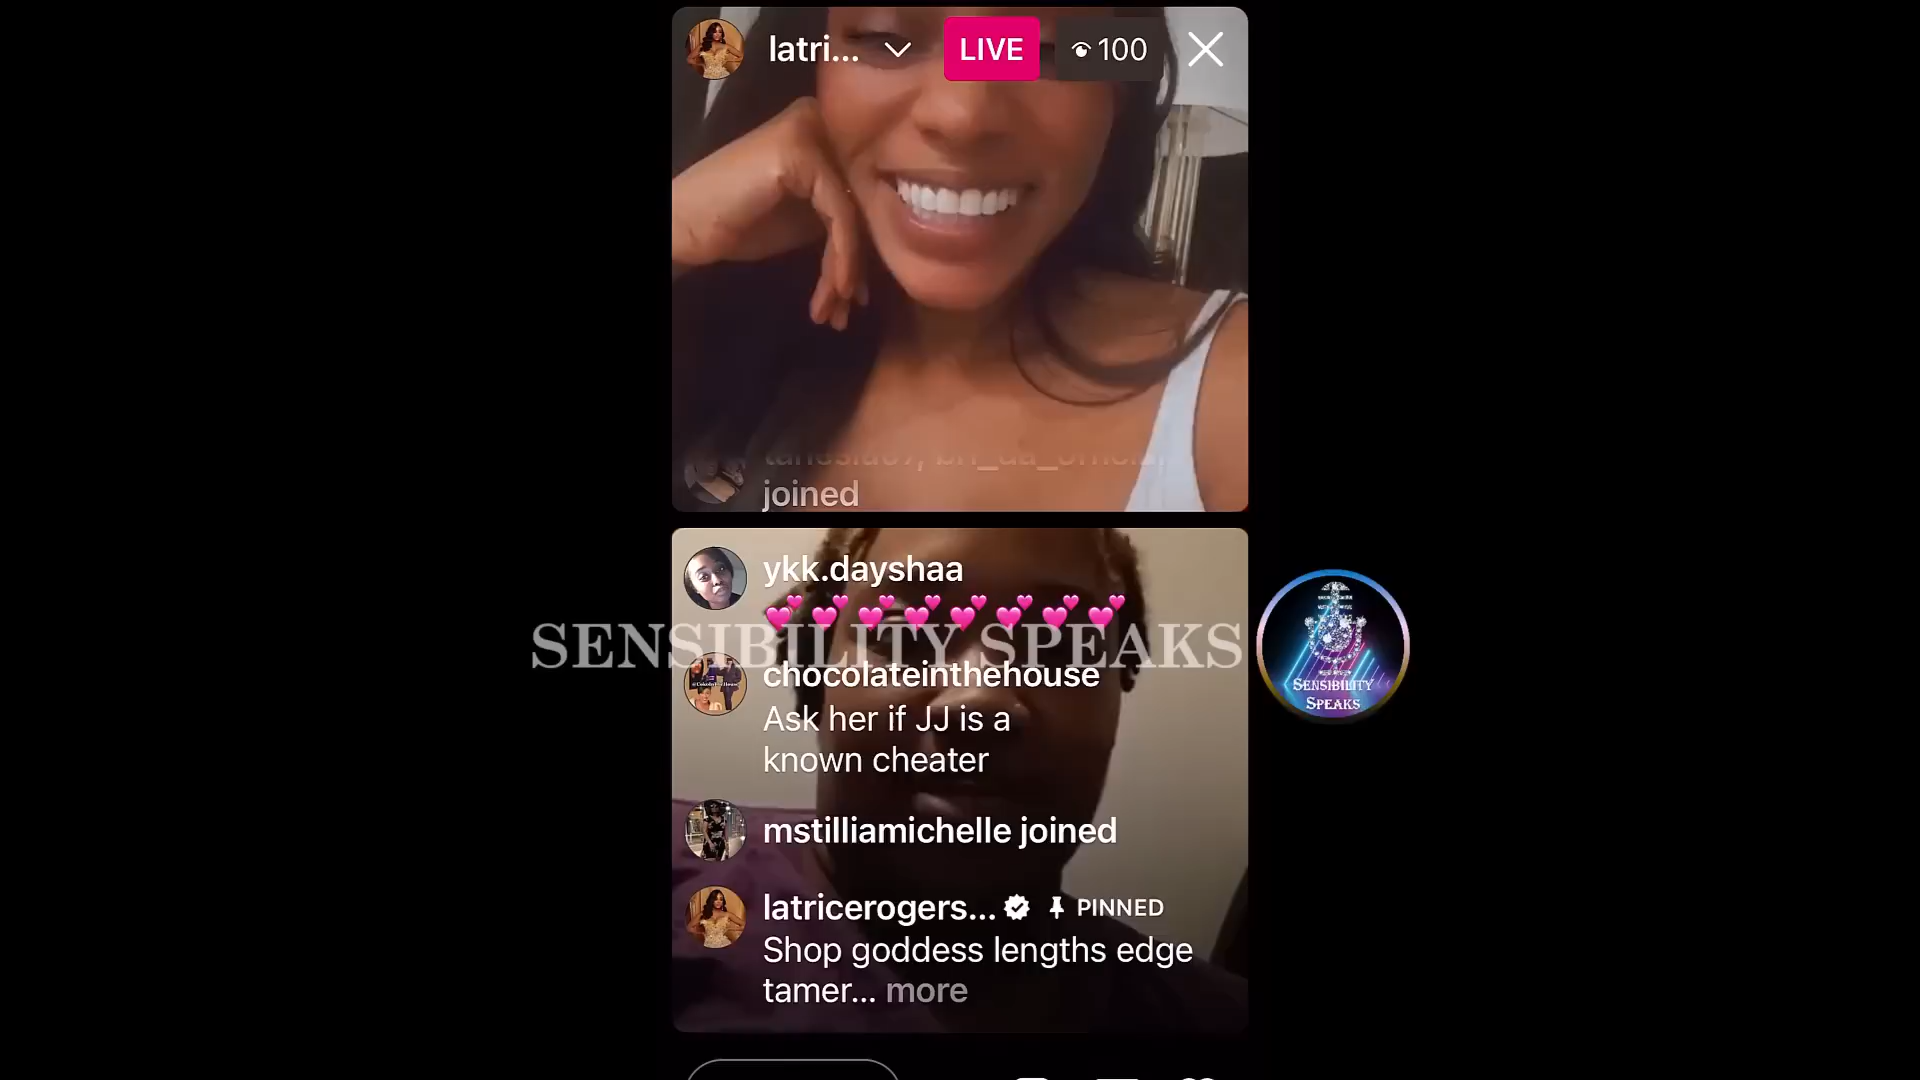 latri...
LIVE
100
joined
ykk.dayshaa
SENSIBILITY SPEAKS
chocolateinthehouse
Ask her if JJ is a
known cheater
mstilliamichelle joined
latricerogers... PINNED
Shop goddess lengths edge
tamer... more
SENSIBILITY
SPEAKS